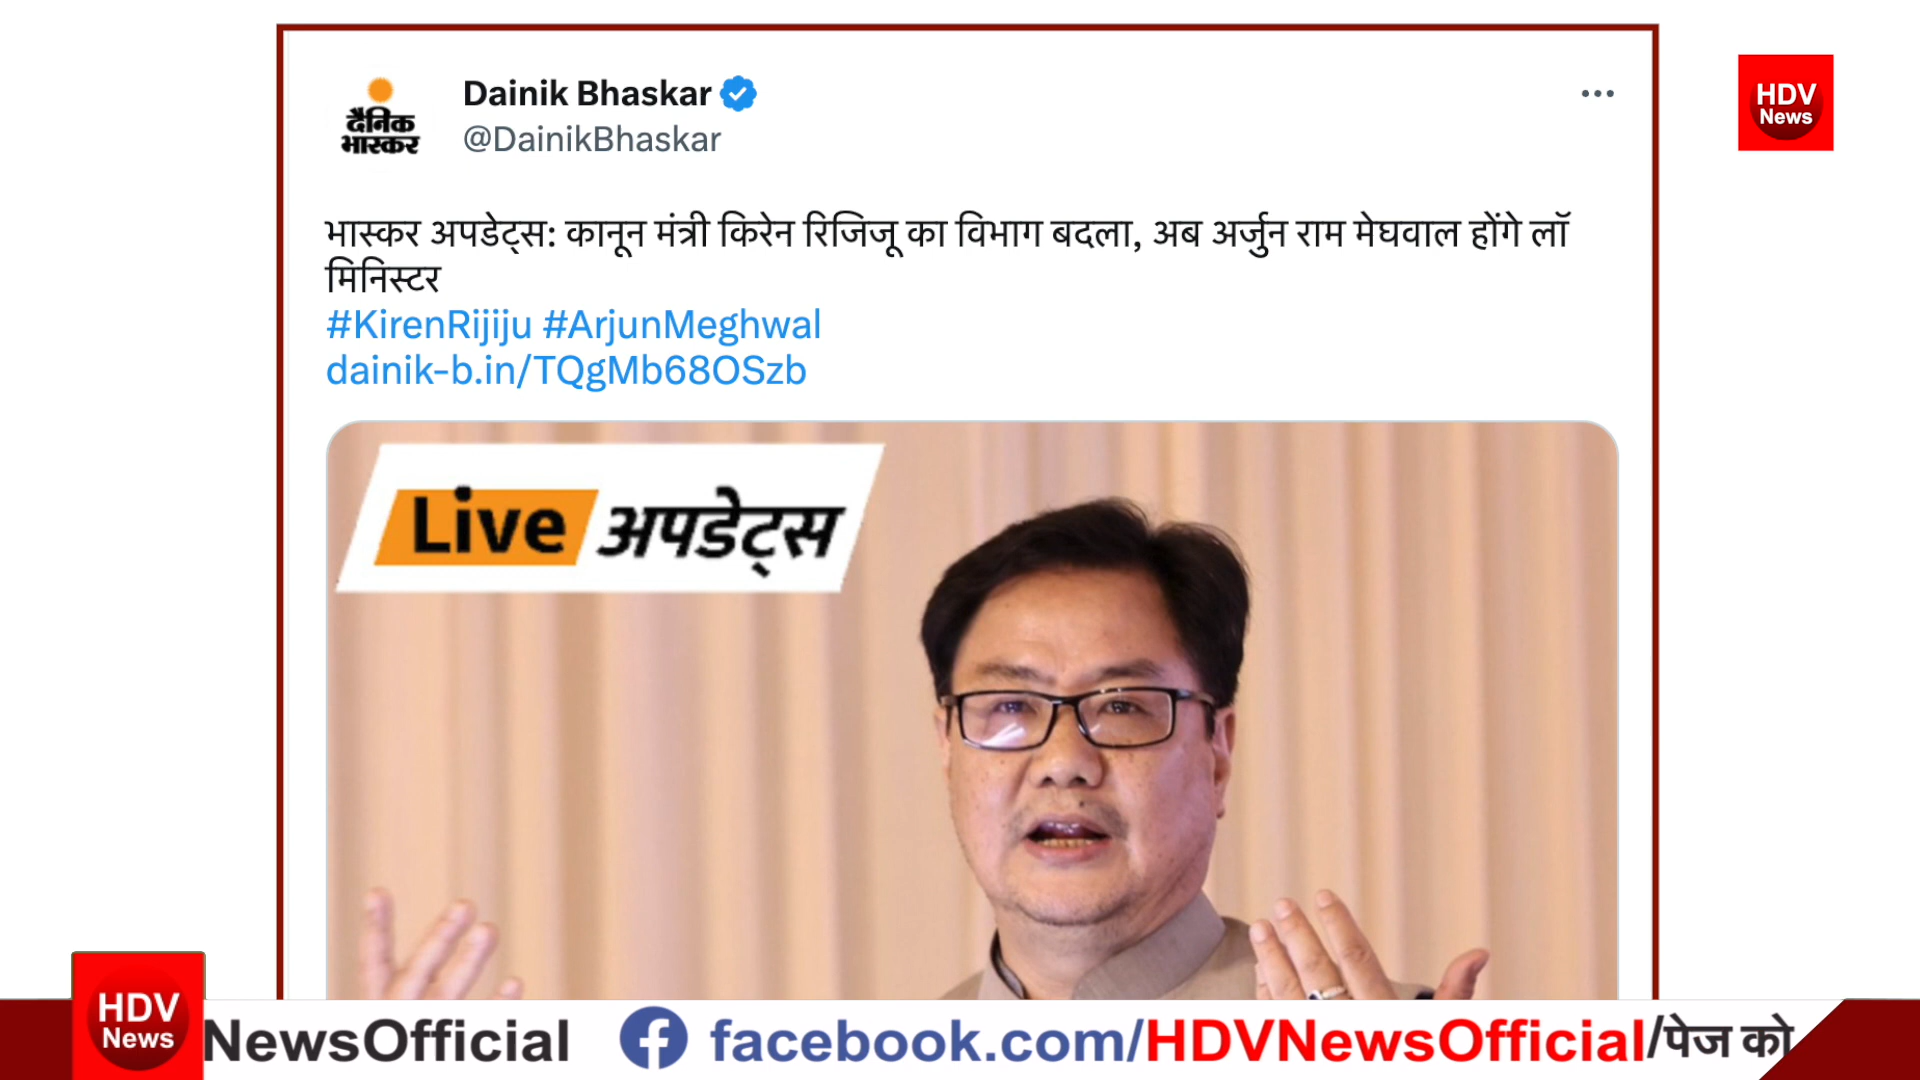 Dainik Bhaskar
@DainikBhaskar
दैनिक
भास्कर
HDV
News
भास्कर अपडेट्स: कानून मंत्री किरेन रिजिजू का विभाग बदला, अब अर्जुन राम मेघवाल होंगे लॉ
मिनिस्टर
#KirenRijiju #ArjunMeghwal
dainik-b.in/TQgMb68OSzb
Live अपडेट्स
HDV
News
NewsOfficial facebook.com/HDVNewsOfficial/पेज को